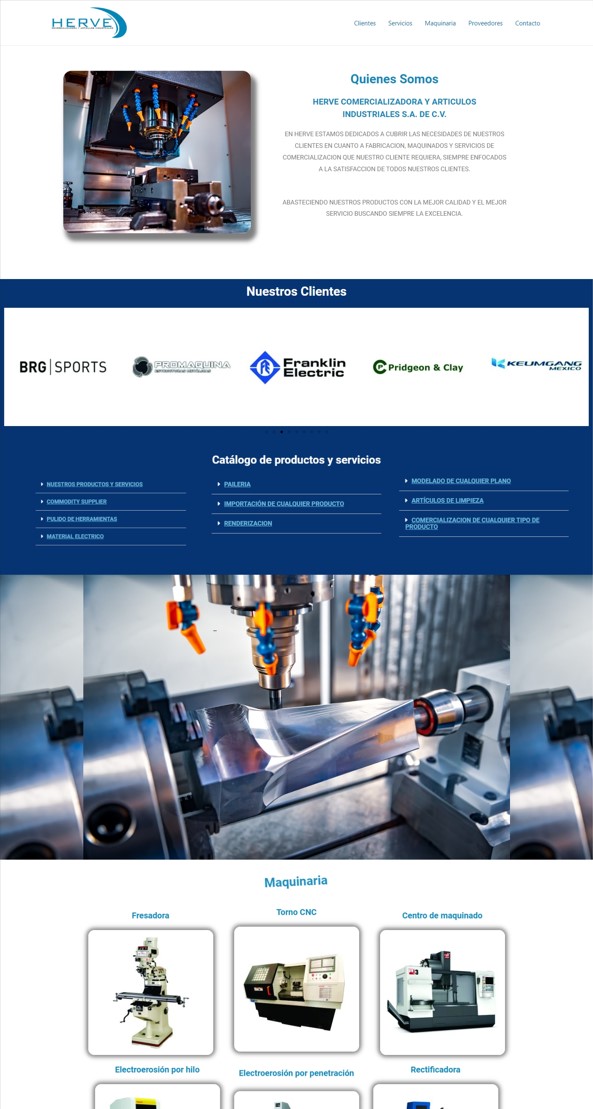 HERVE
Clientes
Servicios
Maquinaria
Proveedores
Contacto
Quienes Somos
HERVE COMERCIALIZADORA Y ARTICULOS
INDUSTRIALES S.A. DE C.V.
EN HERVE ESTAMOS DEDICADOS A CUBRIR LAS NECESIDADES DE NUESTROS
CLIENTES EN CUANTO A FABRICACION, MAQUINADOS Y SERVICIOS DE
COMERCIALIZACION QUE NUESTRO CLIENTE REQUIERA, SIEMPRE ENFOCADOS
A LA SATISFACCION DE TODOS NUESTROS CLIENTES.
ABASTECIENDO NUESTROS PRODUCTOS CON LA MEJOR CALIDAD Y EL MEJOR
SERVICIO BUSCANDO SIEMPRE LA EXCELENCIA.
Nuestros Clientes
BRG|SPORTS
PROMAQUINA
Franklin
Electric
Pridgeon & Clay
KEUMGANG
MEXICO
Catálogo de productos y servicios
NUESTROS PRODUCTOS Y SERVICIOS
COMMODITY SUPPLIER
PULIDO DE HERRAMIENTAS
MATERIAL ELECTRICO
PAILERIA
IMPORTACIÓN DE CUALQUIER PRODUCTO
RENDERIZACION
MODELADO DE CUALQUIER PLANO
ARTÍCULOS DE LIMPIEZA
COMERCIALIZACION DE CUALQUIER TIPO DE
PRODUCTO
Maquinaria
Fresadora
Torno CNC
Centro de maquinado
Electroerosión por hilo
Electroerosión por penetración
Rectificadora